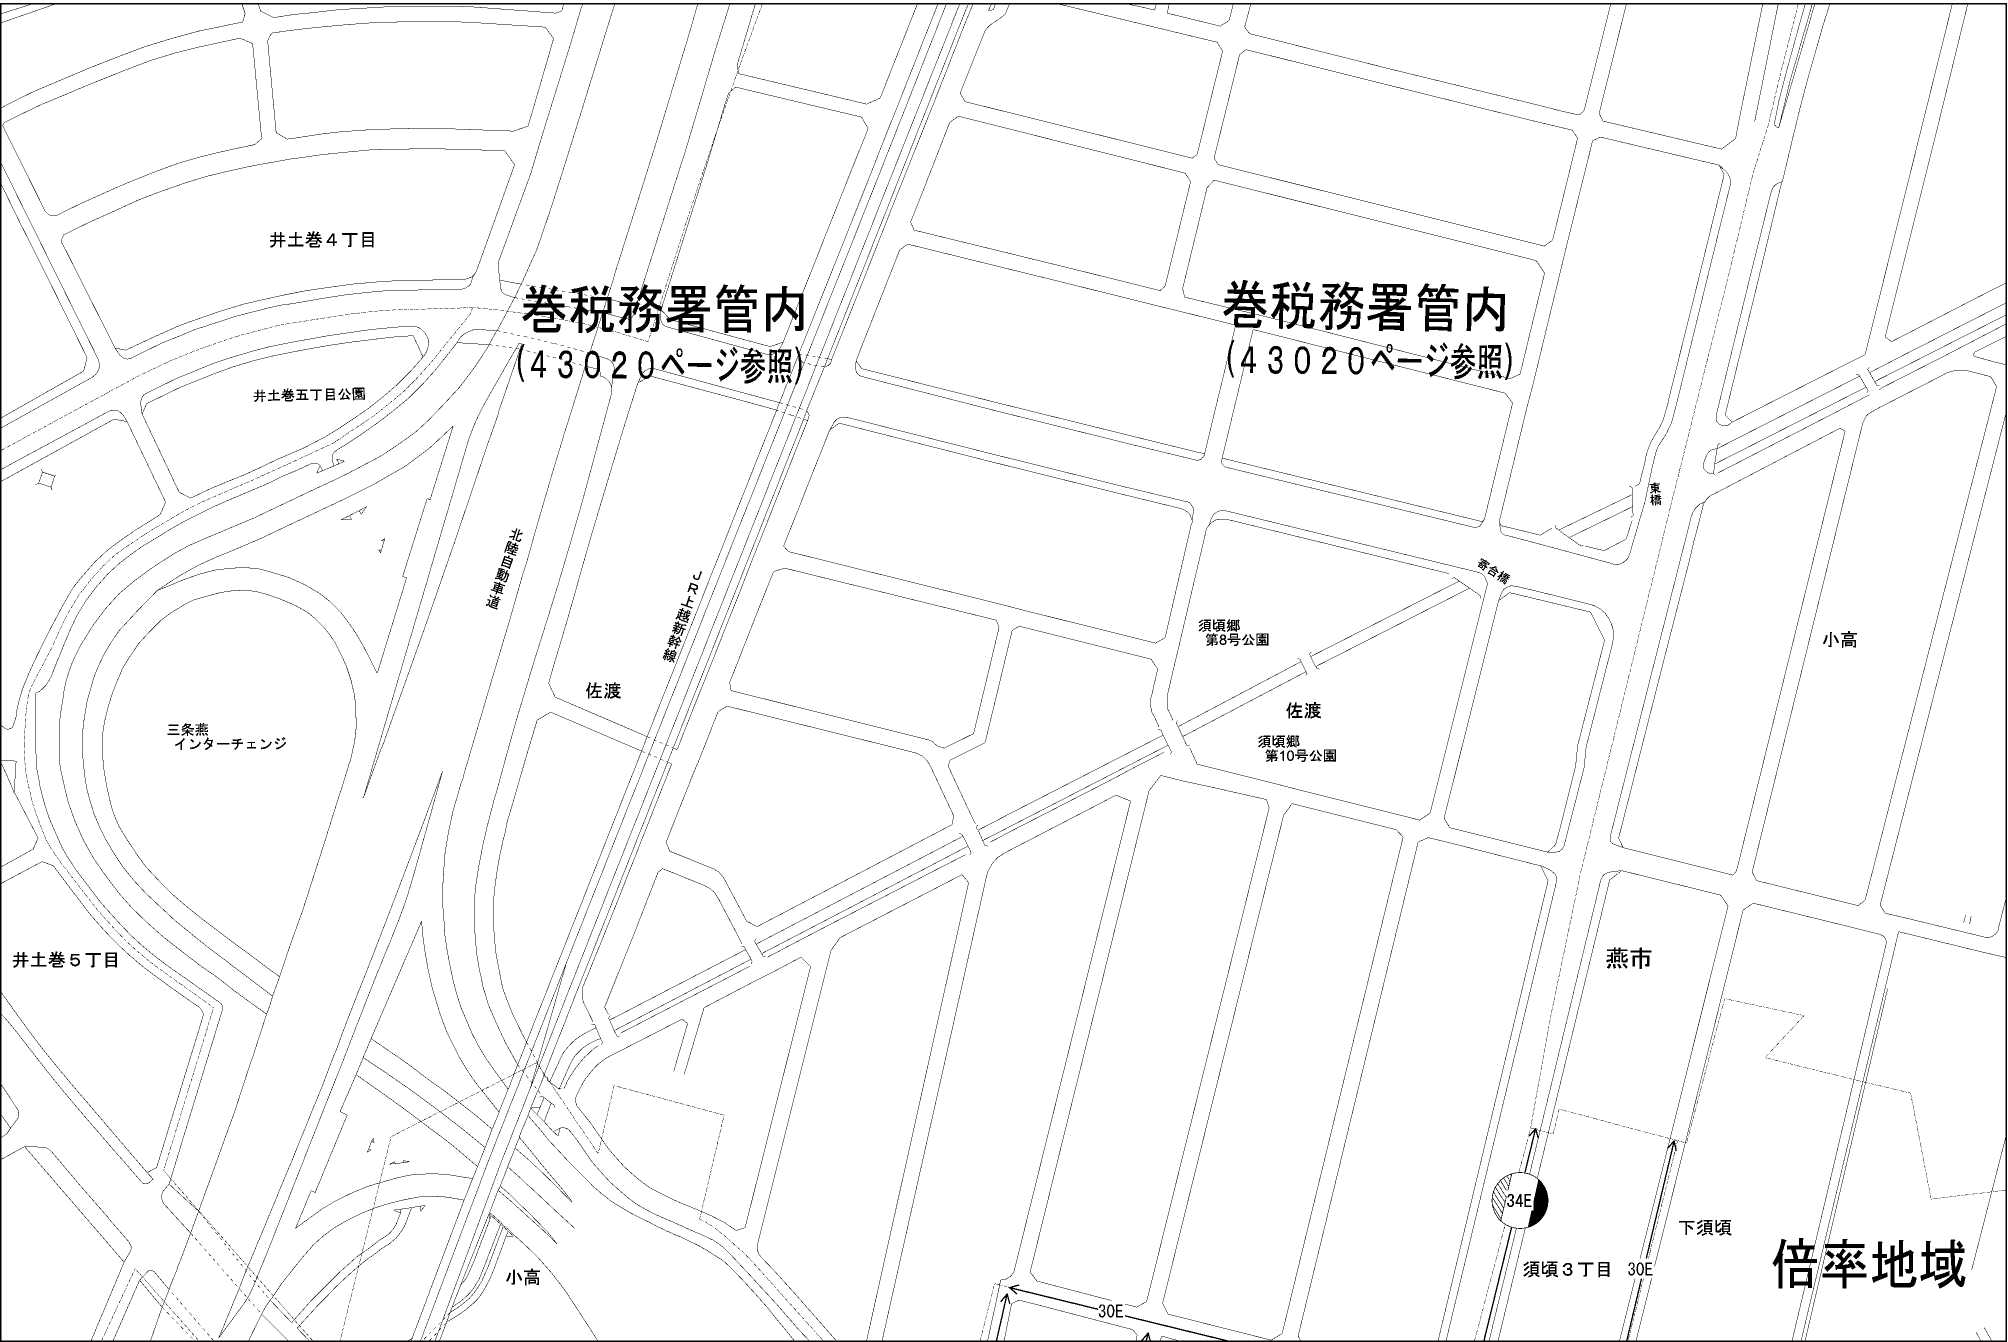 井土巻４丁目
巻税務署管内
(４３０２０ページ参照)
巻税務署管内
(４３０２０ページ参照)
井土巻五丁目公園
東橋
北陸自動車道
JR上越新幹線
寄合橋
須頃郷
第8号公園
小高
佐渡
佐渡
三条燕
インターチェンジ
須頃郷
第10号公園
井土巻５丁目
燕市
34E
下須頃
小高
須頃３丁目
30E
倍率地域
30E